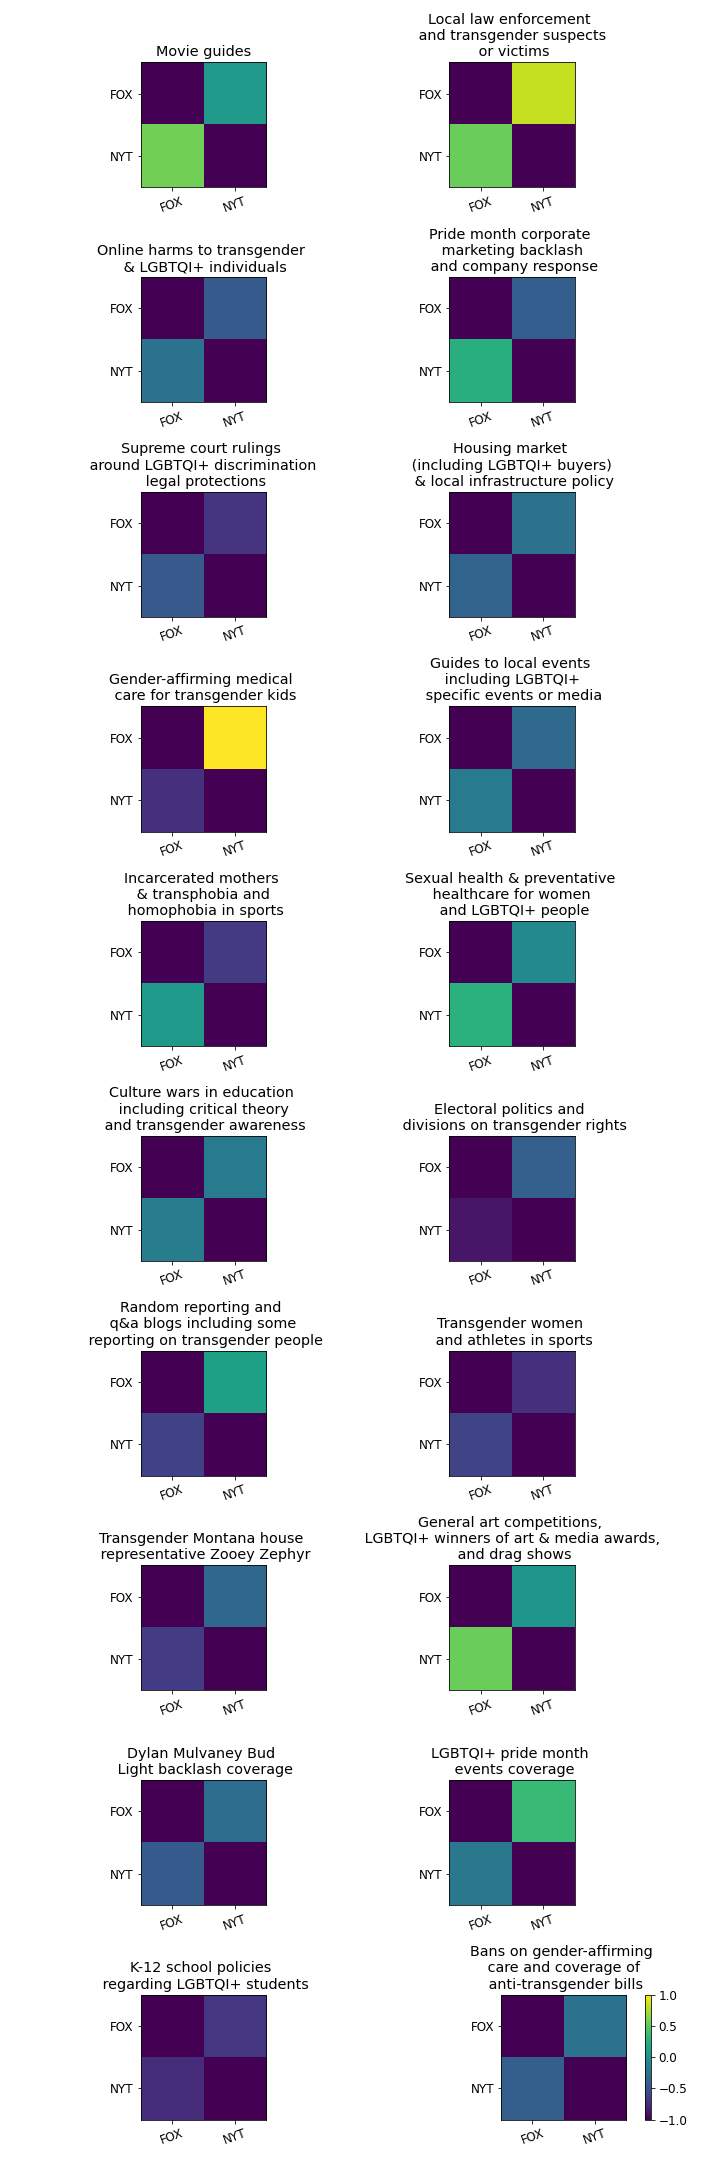 Movie guides
FOX
NYT
FOX NYT
Local law enforcement
and transgender suspects
or victims
FOX
NYT
FOX NYT
Online harms to transgender
& LGBTQI+ individuals
FOX
NYT
FOX NYT
Pride month corporate
marketing backlash
and company response
FOX
NYT
FOX NYT
Supreme court rulings
around LGBTQI+ discrimination
legal protections
FOX
NYT
FOX NYT
Housing market
(including LGBTQI+ buyers)
& local infrastructure policy
FOX
NYT
FOX NYT
Gender-affirming medical
care for transgender kids
FOX
NYT
FOX NYT
Guides to local events
including LGBTQI+
specific events or media
FOX
NYT
FOX NYT
Incarcerated mothers
& transphobia and
homophobia in sports
FOX
NYT
FOX NYT
Sexual health & preventative
healthcare for women
and LGBTQI+ people
FOX
NYT
FOX NYT
Culture wars in education
including critical theory
and transgender awareness
FOX
NYT
FOX NYT
Electoral politics and
divisions on transgender rights
FOX
NYT
FOX NYT
Random reporting and
q&a blogs including some
reporting on transgender people
FOX
NYT
FOX NYT
Transgender women
and athletes in sports
FOX
NYT
FOX NYT
Transgender Montana house
representative Zooey Zephyr
FOX
NYT
FOX NYT
General art competitions,
LGBTQI+ winners of art & media awards,
and drag shows
FOX
NYT
FOX NYT
Dylan Mulvaney Bud
Light backlash coverage
FOX
NYT
FOX NYT
LGBTQI+ pride month
events coverage
FOX
NYT
FOX NYT
K-12 school policies
regarding LGBTQI+ students
FOX
NYT
FOX NYT
Bans on gender-affirming
care and coverage of
anti-transgender bills
FOX
NYT
FOX NYT
1.0
0.5
0.0
−0.5
−1.0